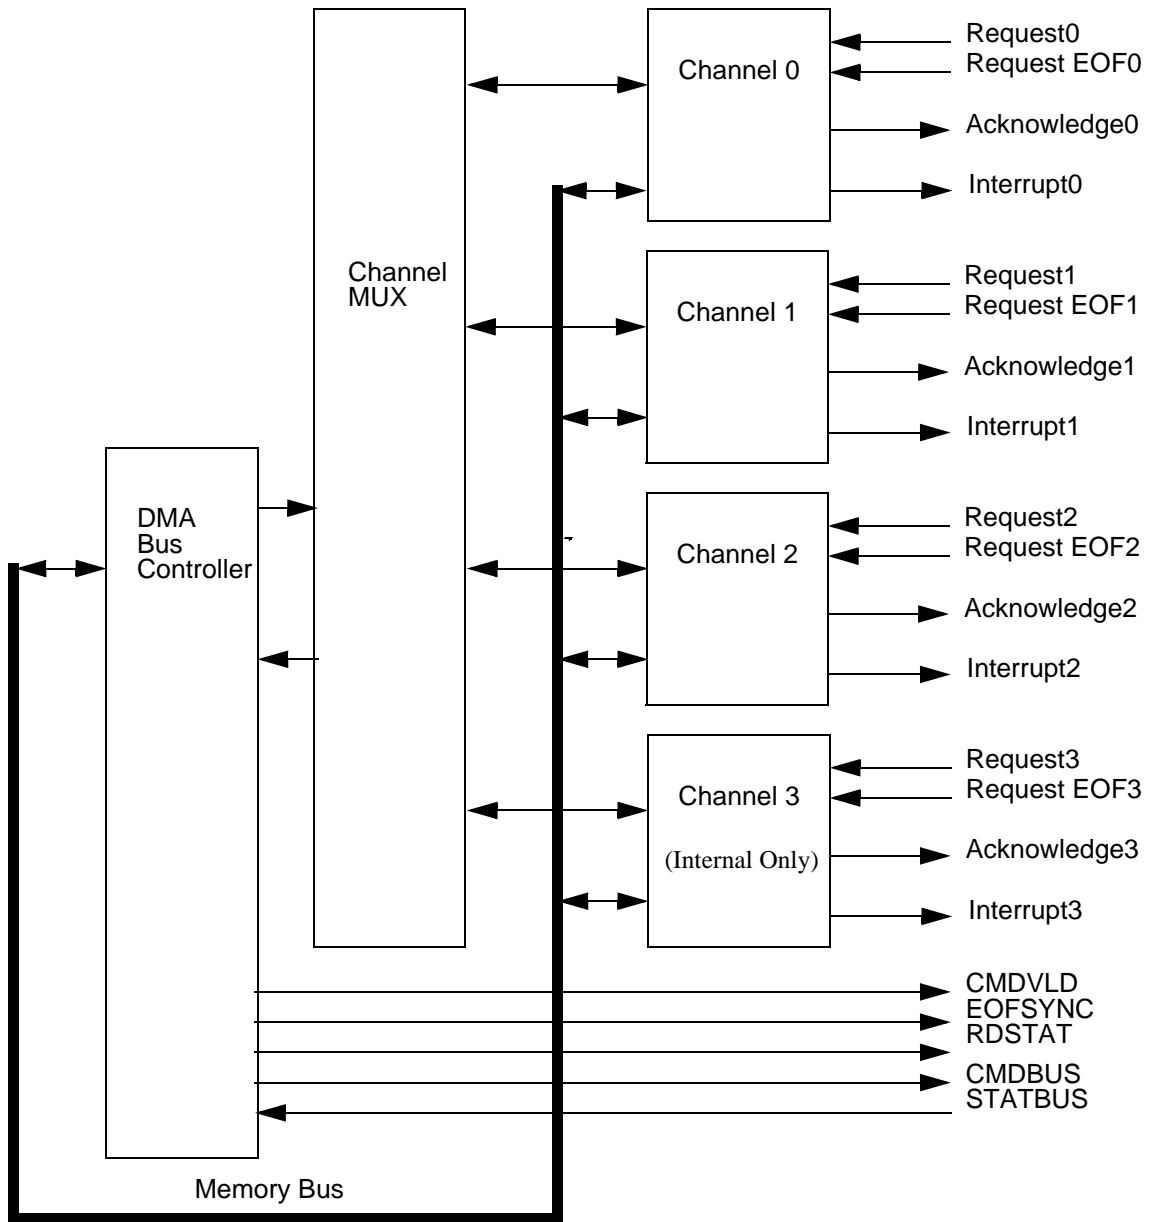 Request0
Request EOF0
Channel 0
Acknowledge0
Interrupt0
Channel
MUX
Request1
Request EOF1
Channel 1
Acknowledge1
Interrupt1
DMA
Bus
Controller
Request2
Request EOF2
Channel 2
Acknowledge2
Interrupt2
Request3
Request EOF3
Channel 3
(Internal Only)
Acknowledge3
Interrupt3
CMDVLD
EOFSYNC
RDSTAT
CMDBUS
STATBUS
Memory Bus